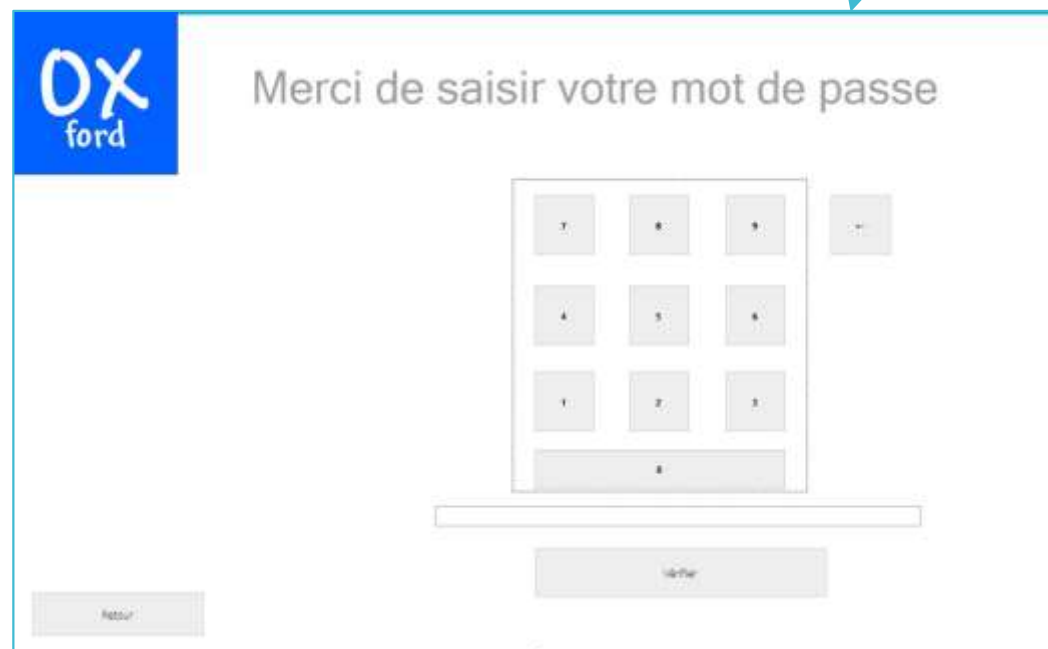 OX
ford
Merci de saisir votre mot de passe
7 8 9 ←
4 5 6
1 2 3
0
Vérifier
Retour